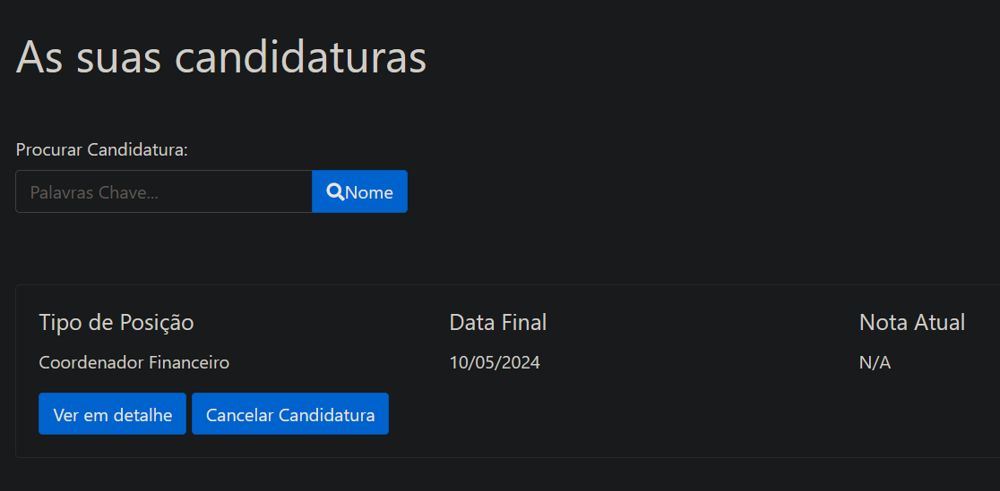 As suas candidaturas
Procurar Candidatura:
Palavras Chave...
Nome
Tipo de Posição
Data Final
Nota Atual
Coordenador Financeiro
10/05/2024
N/A
Ver em detalhe
Cancelar Candidatura